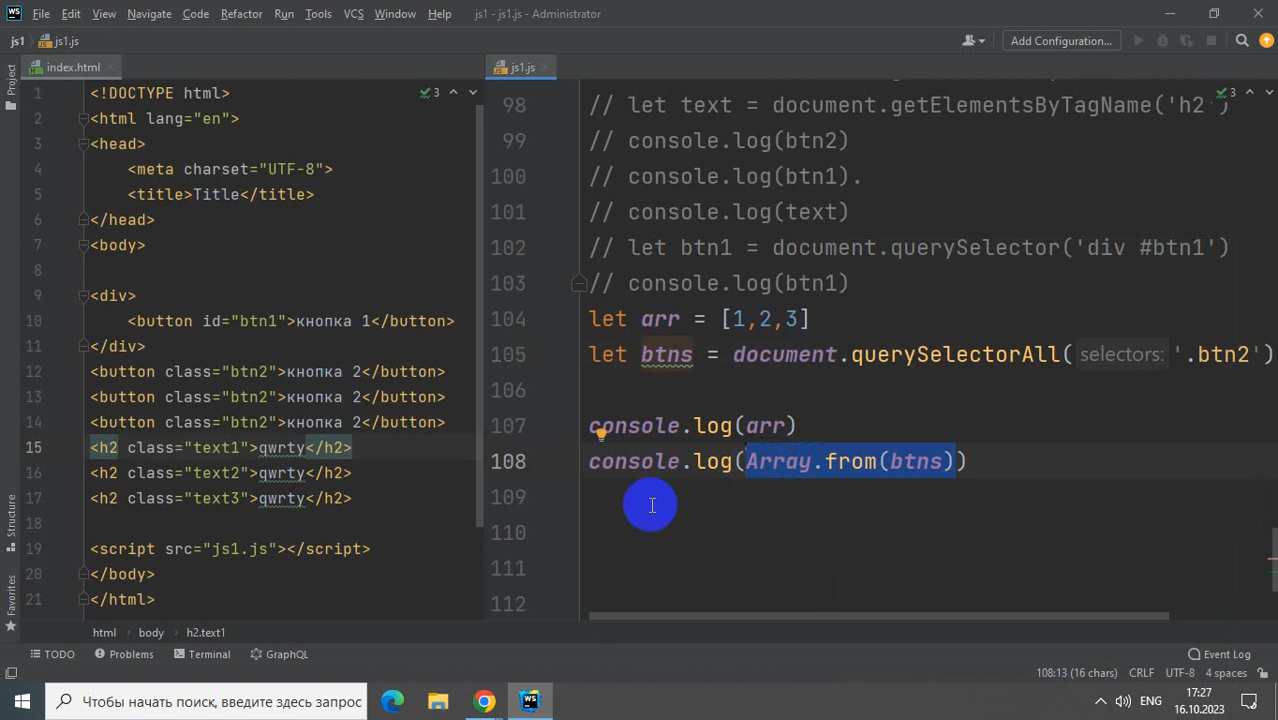 WS File Edit View Navigate Code Refactor Run Tools VCS Window Help js1 - js1.js - Administrator
js1 js1.js Add Configuration...
index.html js1.js
Project
1 <!DOCTYPE html> 3
2 <html lang="en">
3 <head>
4 <meta charset="UTF-8">
5 <title>Title</title>
6 </head>
7 <body>
8
9 <div>
10 <button id="btn1">кнопка 1</button>
11 </div>
12 <button class="btn2">кнопка 2</button>
13 <button class="btn2">кнопка 2</button>
14 <button class="btn2">кнопка 2</button>
15 <h2 class="text1">qwrty</h2>
16 <h2 class="text2">qwrty</h2>
17 <h2 class="text3">qwrty</h2>
18
19 <script src="js1.js"></script>
20 </body>
21 </html>
3
98 // let text = document.getElementsByTagName('h2')
99 // console.log(btn2)
100 // console.log(btn1).
101 // console.log(text)
102 // let btn1 = document.querySelector('div #btn1')
103 // console.log(btn1)
104 let arr = [1,2,3]
105 let btns = document.querySelectorAll( selectors: '.btn2')
106
107 console.log(arr)
108 console.log(Array.from(btns))
109
110
111
112
Structure
Favorites
html body h2.text1
TODO Problems Terminal GraphQL Event Log
108:13 (16 chars) CRLF UTF-8 4 spaces
Чтобы начать поиск, введите здесь запрос
WS
ENG
17:27
16.10.2023